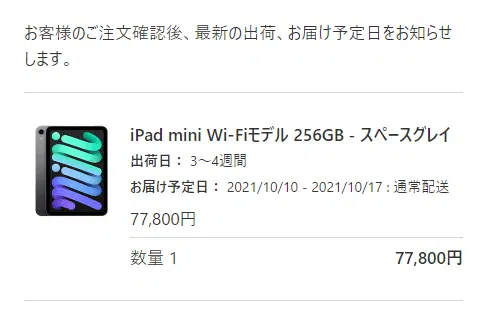 お客様のご注文確認後、最新の出荷、お届け予定日をお知らせ
します。
iPad mini Wi-Fiモデル 256GB - スペースグレイ
出荷日： 3～4週間
お届け予定日： 2021/10/10 - 2021/10/17 : 通常配送
77,800円
数量 1 77,800円